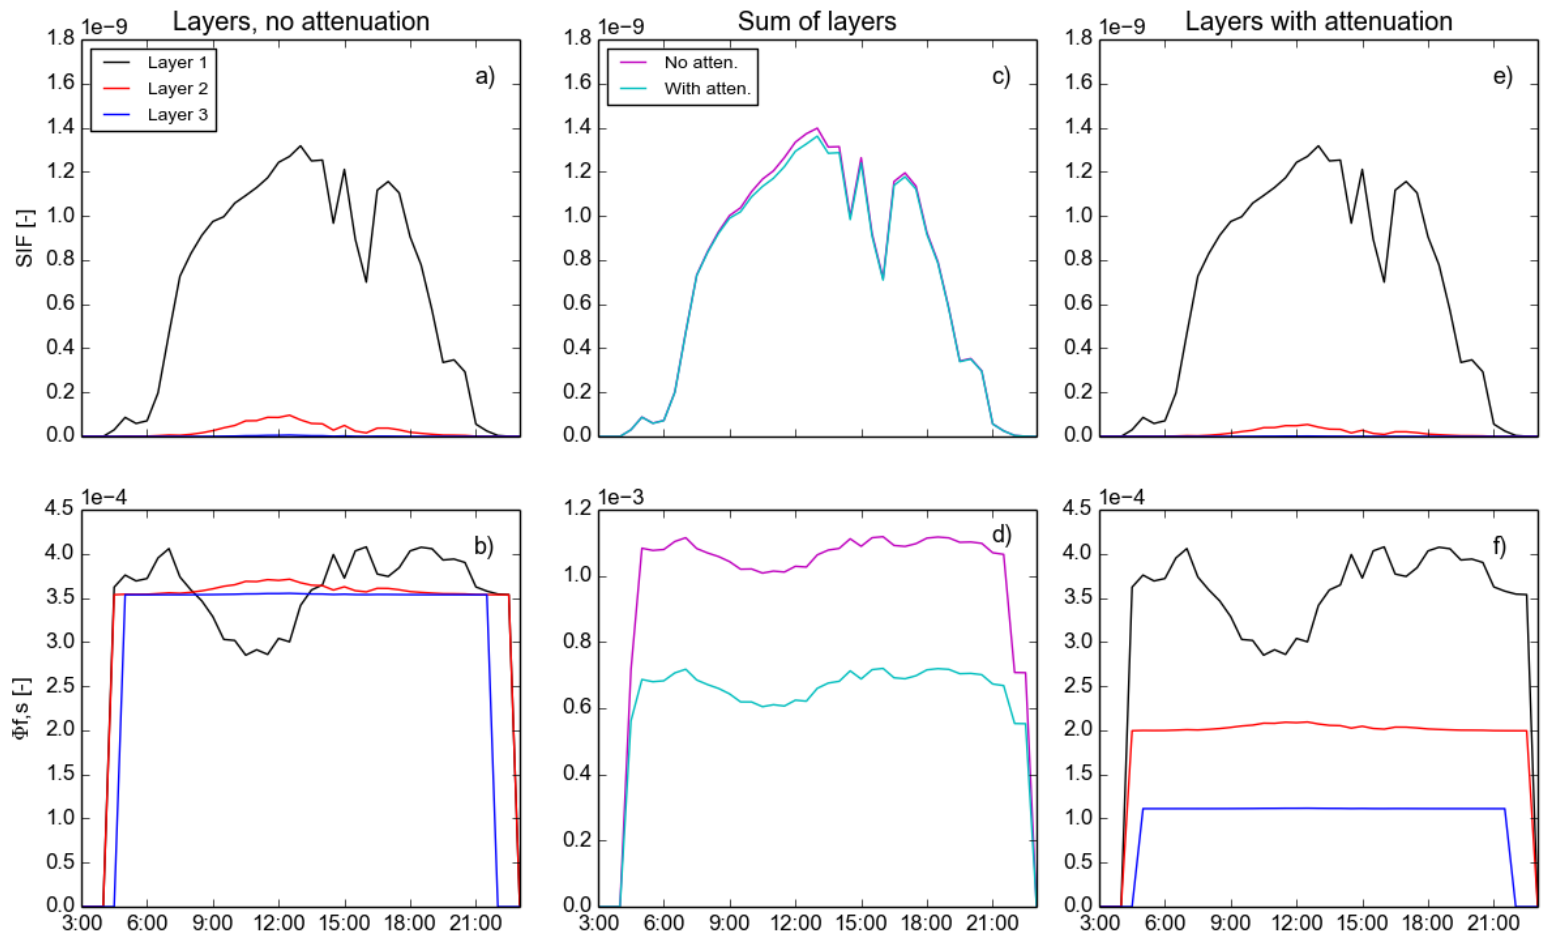 Layers, no attenuation
1e−9
1.8
1.6
1.4
1.2
1.0
0.8
0.6
0.4
0.2
0.0
SIF [-]
Layer 1
Layer 2
Layer 3
a)
Sum of layers
1e−9
1.8
1.6
1.4
1.2
1.0
0.8
0.6
0.4
0.2
0.0
No atten.
With atten.
c)
Layers with attenuation
1e−9
1.8
1.6
1.4
1.2
1.0
0.8
0.6
0.4
0.2
0.0
e)
1e−4
4.5
4.0
3.5
3.0
2.5
2.0
1.5
1.0
0.5
0.0
Φf,s [-]
b)
3:00 6:00 9:00 12:00 15:00 18:00 21:00
1e−3
1.2
1.0
0.8
0.6
0.4
0.2
0.0
d)
3:00 6:00 9:00 12:00 15:00 18:00 21:00
1e−4
4.5
4.0
3.5
3.0
2.5
2.0
1.5
1.0
0.5
0.0
f)
3:00 6:00 9:00 12:00 15:00 18:00 21:00